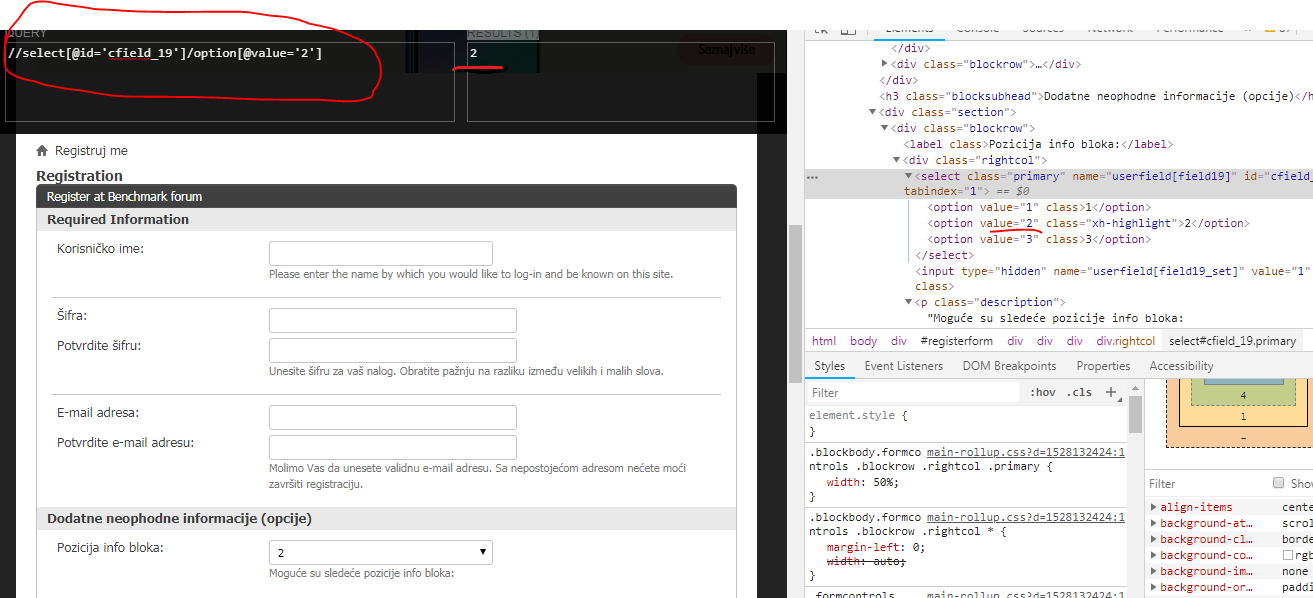 QUERY
//select[@id='cfield_19']/option[@value='2']
RESULTS (1)
2
Saznaj više
Registruj me
Registration
Register at Benchmark forum
Required Information
Korisničko ime:
Please enter the name by which you would like to log-in and be known on this site.
Šifra:
Potvrdite šifru:
Unesite šifru za vaš nalog. Obratite pažnju na razliku između velikih i malih slova.
E-mail adresa:
Potvrdite e-mail adresu:
Molimo Vas da unesete validnu e-mail adresu. Sa nepostojećom adresom nećete moći
završiti registraciju.
Dodatne neophodne informacije (opcije)
Pozicija info bloka:
2
Moguće su sledeće pozicije info bloka:
Elements Console Sources Network Performance
</div>
<div class="blockrow">…</div>
</div>
<h3 class="blocksubhead">Dodatne neophodne informacije (opcije)</h
<div class="section">
<div class="blockrow">
<label class>Pozicija info bloka:</label>
<div class="rightcol">
... <select class="primary" name="userfield[field19]" id="cfield_
tabindex="1"> == $0
<option value="1" class>1</option>
<option value="2" class="xh-highlight">2</option>
<option value="3" class>3</option>
</select>
<input type="hidden" name="userfield[field19_set]" value="1"
class>
<p class="description">
"Moguće su sledeće pozicije info bloka:
html body div #registerform div div div div.rightcol select#cfield_19.primary
Styles Event Listeners DOM Breakpoints Properties Accessibility
Filter :hov .cls +
element.style {
}
.blockbody.formco main-rollup.css?d=1528132424:1
ntrols .blockrow .rightcol .primary {
width: 50%;
}
.blockbody.formco main-rollup.css?d=1528132424:1
ntrols .blockrow .rightcol * {
margin-left: 0;
width: auto;
}
.formcontrols main-rollup.css?d=1528132424:1
4
1
–
Filter Show
align-items cente
background-at… scrol
background-cl… borde
background-co… rgb
background-im… none
background-or… paddi